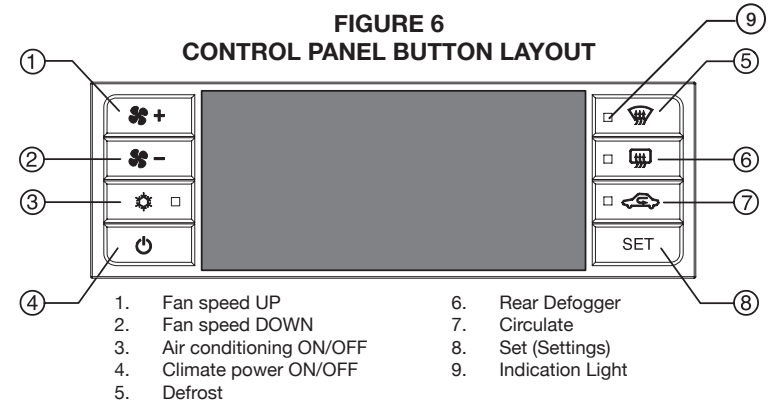 FIGURE 6
CONTROL PANEL BUTTON LAYOUT
9
1
5
+
2
−
6
3
7
SET
4
8
1. Fan speed UP
2. Fan speed DOWN
3. Air conditioning ON/OFF
4. Climate power ON/OFF
5. Defrost
6. Rear Defogger
7. Circulate
8. Set (Settings)
9. Indication Light